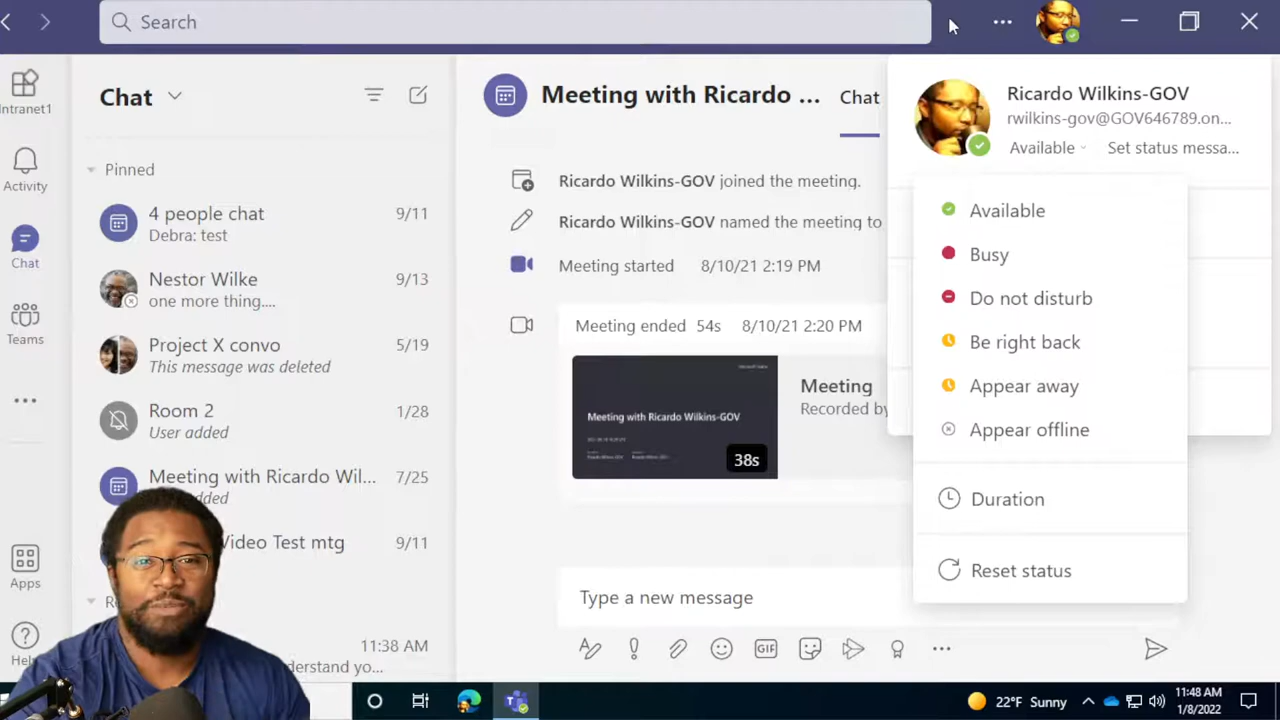 Search
Intranet1
Activity
Chat
Teams
Apps
Help
Chat
Pinned
4 people chat 9/11
Debra: test
Nestor Wilke 9/13
one more thing....
Project X convo 5/19
This message was deleted
Room 2 1/28
User added
Meeting with Ricardo Wil... 7/25
added
Video Test mtg 9/11
11:38 AM
understand yo...
Meeting with Ricardo ... Chat
Ricardo Wilkins-GOV joined the meeting.
Ricardo Wilkins-GOV named the meeting to
Meeting started 8/10/21 2:19 PM
Meeting ended 54s 8/10/21 2:20 PM
Meeting with Ricardo Wilkins-GOV
38s
Meeting
Recorded by
Type a new message
GIF
Ricardo Wilkins-GOV
rwilkins-gov@GOV646789.on...
Available Set status messa...
Available
Busy
Do not disturb
Be right back
Appear away
Appear offline
Duration
Reset status
22°F Sunny
11:48 AM
1/8/2022